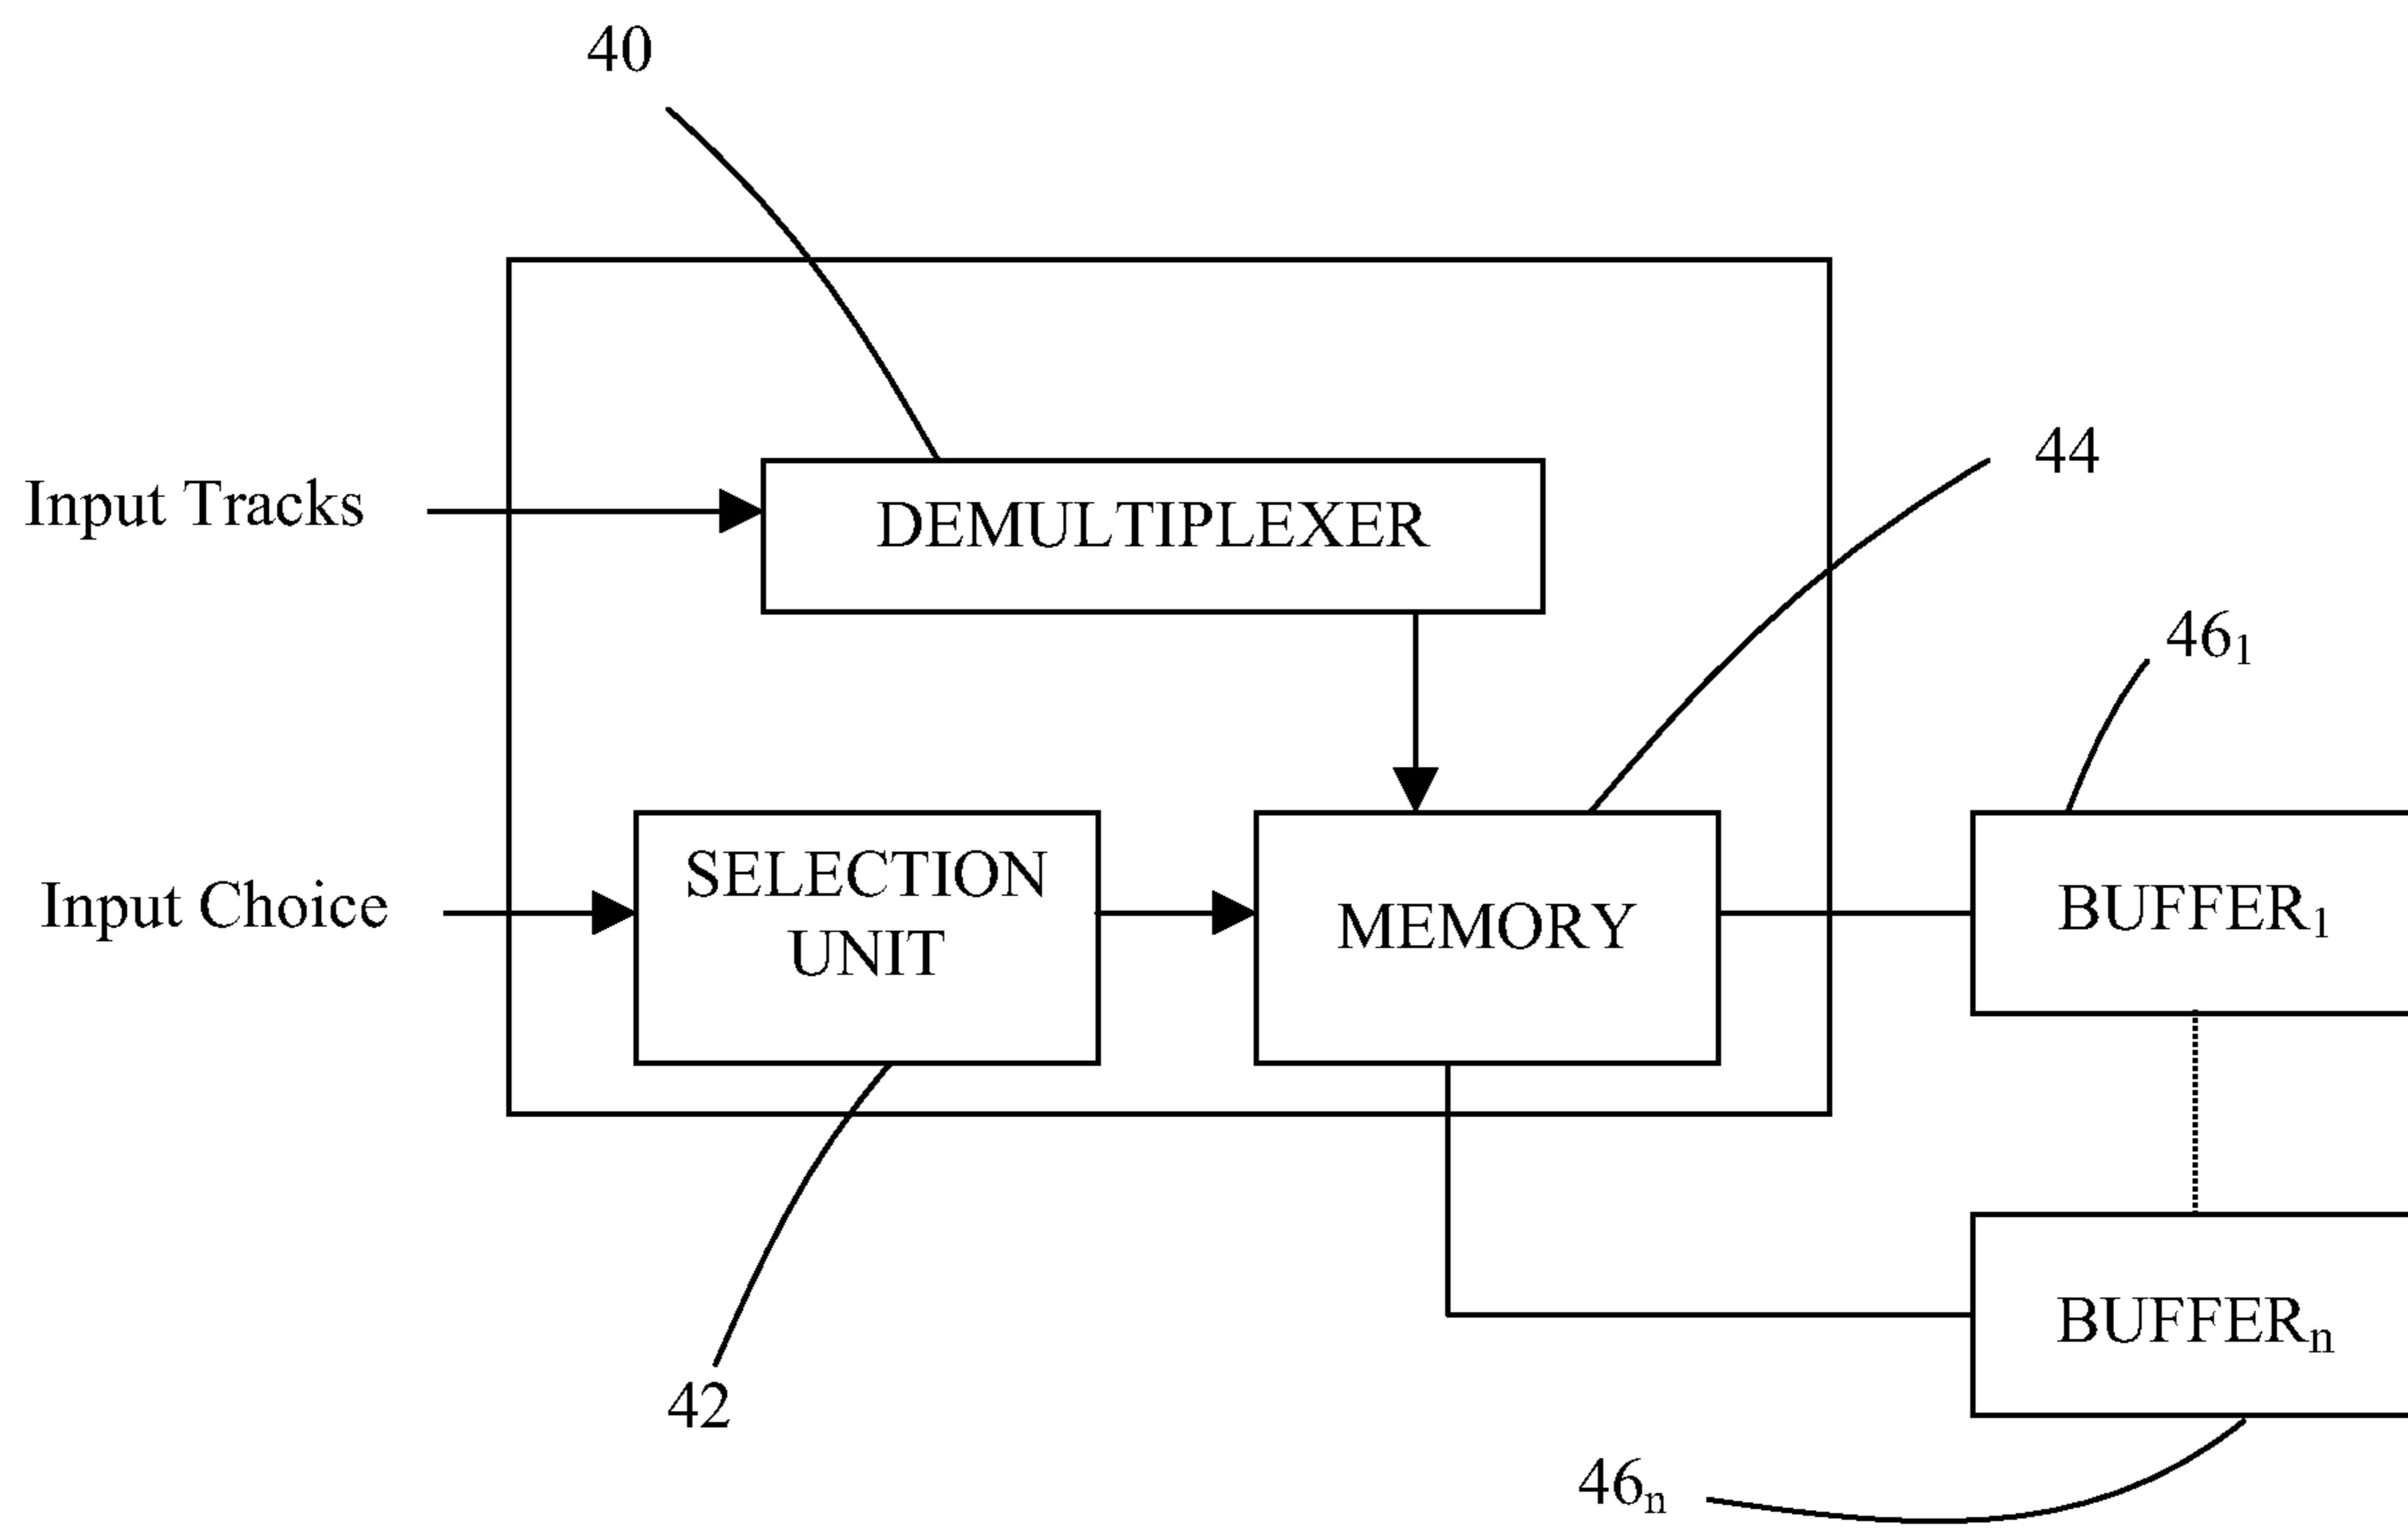 40
Input Tracks
DEMULTIPLEXER
44
46₁
Input Choice
SELECTION
UNIT
MEMORY
BUFFER₁
42
BUFFERₙ
46ₙ